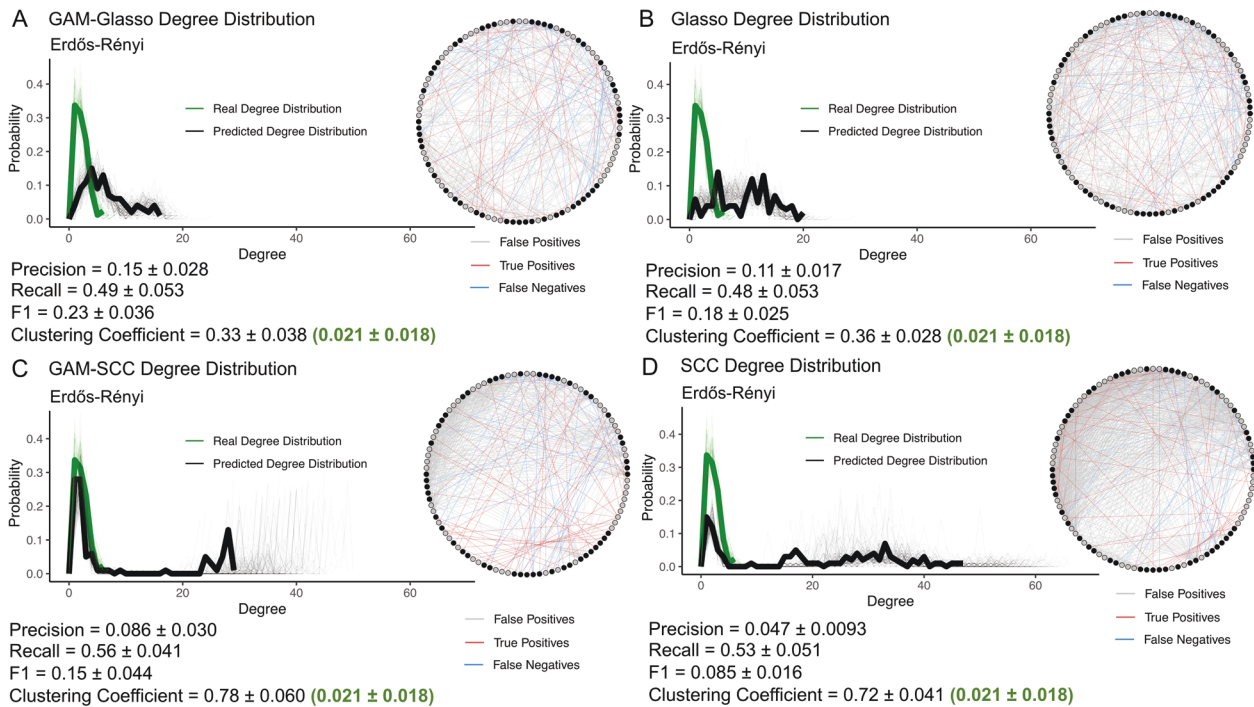 A GAM-Glasso Degree Distribution
Erdős-Rényi
0.4
0.3
0.2
0.1
0.0
Probability
Real Degree Distribution
Predicted Degree Distribution
0 20 40 60
Degree
False Positives
True Positives
False Negatives
Precision = 0.15 ± 0.028
Recall = 0.49 ± 0.053
F1 = 0.23 ± 0.036
Clustering Coefficient = 0.33 ± 0.038 (0.021 ± 0.018)
B Glasso Degree Distribution
Erdős-Rényi
0.4
0.3
0.2
0.1
0.0
Probability
Real Degree Distribution
Predicted Degree Distribution
0 20 40 60
Degree
False Positives
True Positives
False Negatives
Precision = 0.11 ± 0.017
Recall = 0.48 ± 0.053
F1 = 0.18 ± 0.025
Clustering Coefficient = 0.36 ± 0.028 (0.021 ± 0.018)
C GAM-SCC Degree Distribution
Erdős-Rényi
0.4
0.3
0.2
0.1
0.0
Probability
Real Degree Distribution
Predicted Degree Distribution
0 20 40 60
Degree
False Positives
True Positives
False Negatives
Precision = 0.086 ± 0.030
Recall = 0.56 ± 0.041
F1 = 0.15 ± 0.044
Clustering Coefficient = 0.78 ± 0.060 (0.021 ± 0.018)
D SCC Degree Distribution
Erdős-Rényi
0.4
0.3
0.2
0.1
0.0
Probability
Real Degree Distribution
Predicted Degree Distribution
0 20 40 60
Degree
False Positives
True Positives
False Negatives
Precision = 0.047 ± 0.0093
Recall = 0.53 ± 0.051
F1 = 0.085 ± 0.016
Clustering Coefficient = 0.72 ± 0.041 (0.021 ± 0.018)